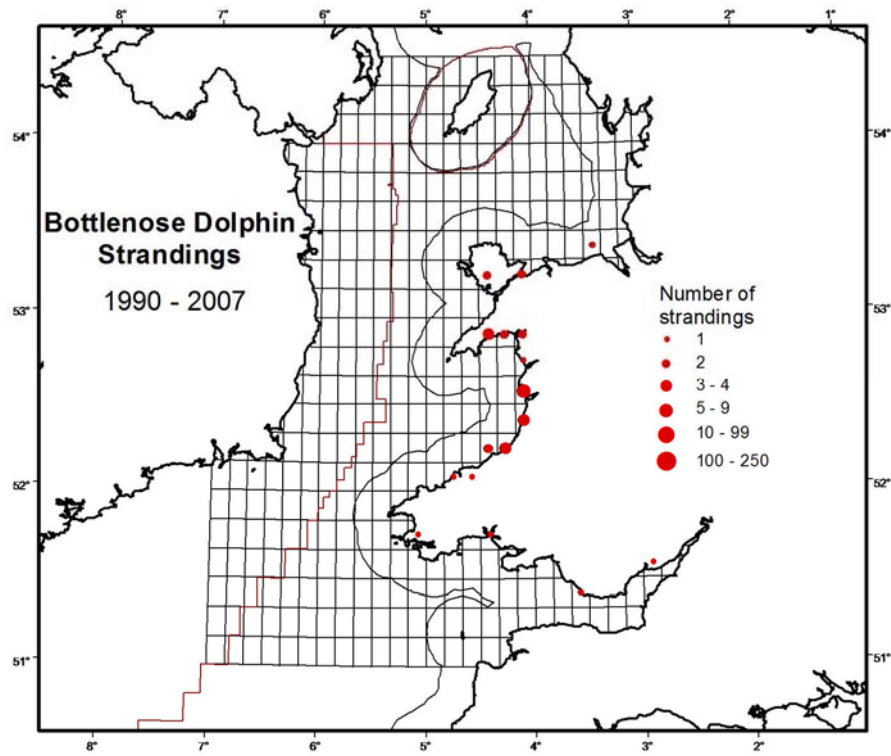 8° 7° 6° 5° 4° 3° 2° 1°
54° 54°
Bottlenose Dolphin
Strandings
1990 - 2007
53° 53°
Number of
strandings
1
2
3 - 4
5 - 9
10 - 99
100 - 250
52° 52°
51° 51°
8° 7° 6° 5° 4° 3° 2° 1°